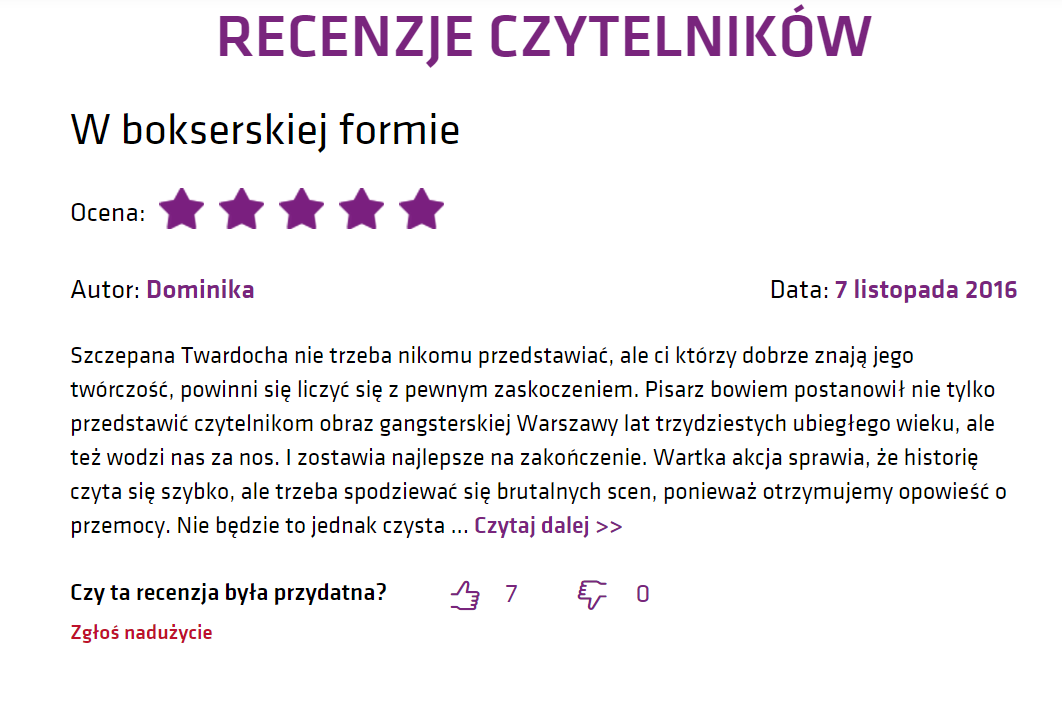 RECENZJE CZYTELNIKÓW
W bokserskiej formie
Ocena:
Autor: Dominika Data: 7 listopada 2016
Szczepana Twardocha nie trzeba nikomu przedstawiać, ale ci którzy dobrze znają jego
twórczość, powinni się liczyć się z pewnym zaskoczeniem. Pisarz bowiem postanowił nie tylko
przedstawić czytelnikom obraz gangsterskiej Warszawy lat trzydziestych ubiegłego wieku, ale
też wodzi nas za nos. I zostawia najlepsze na zakończenie. Wartka akcja sprawia, że historię
czyta się szybko, ale trzeba spodziewać się brutalnych scen, ponieważ otrzymujemy opowieść o
przemocy. Nie będzie to jednak czysta ... Czytaj dalej >>
Czy ta recenzja była przydatna? 7 0
Zgłoś nadużycie